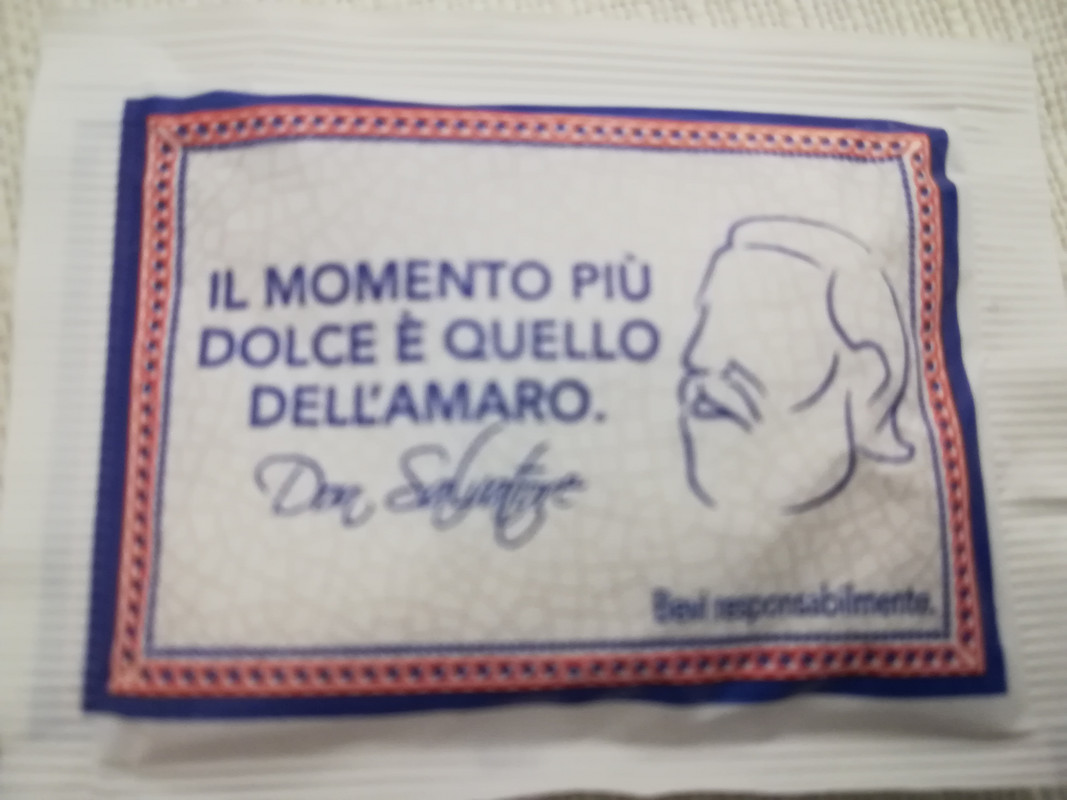 IL MOMENTO PIÙ
DOLCE È QUELLO
DELL'AMARO.
Don Salvatore
Bevi responsabilmente.